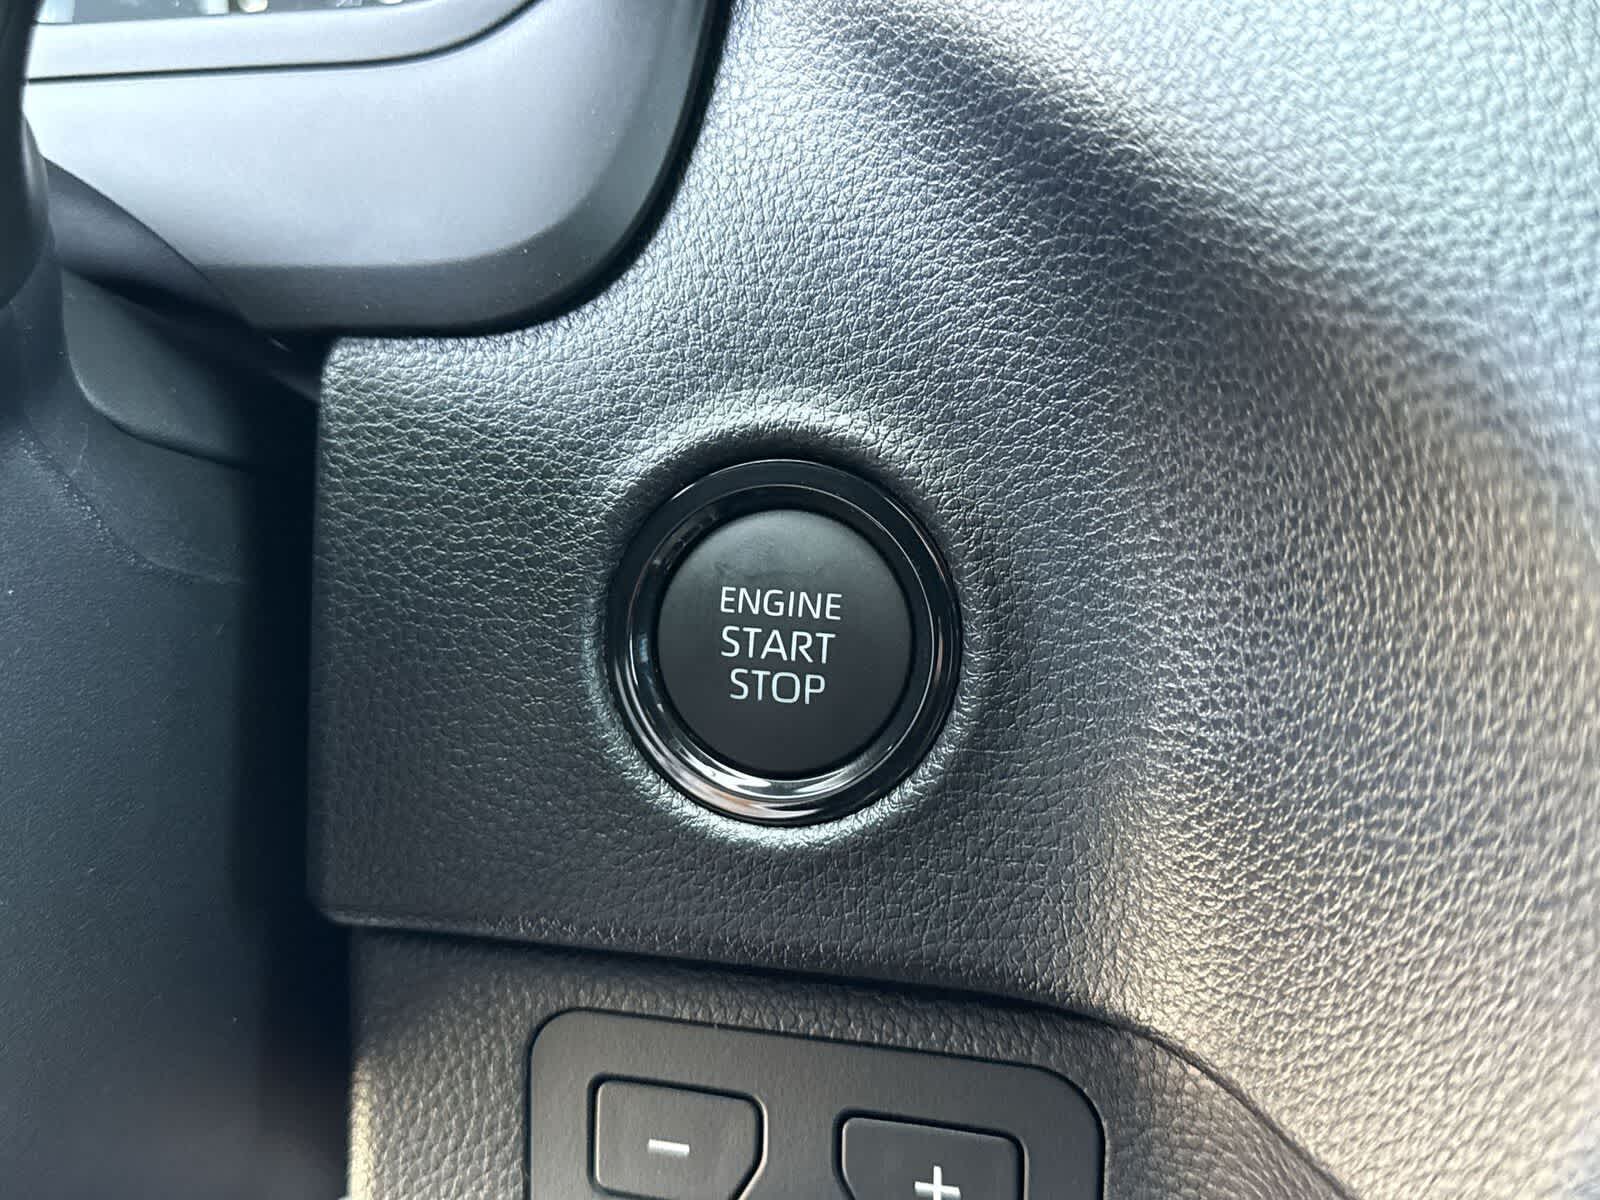 ENGINE
START
STOP
-
+